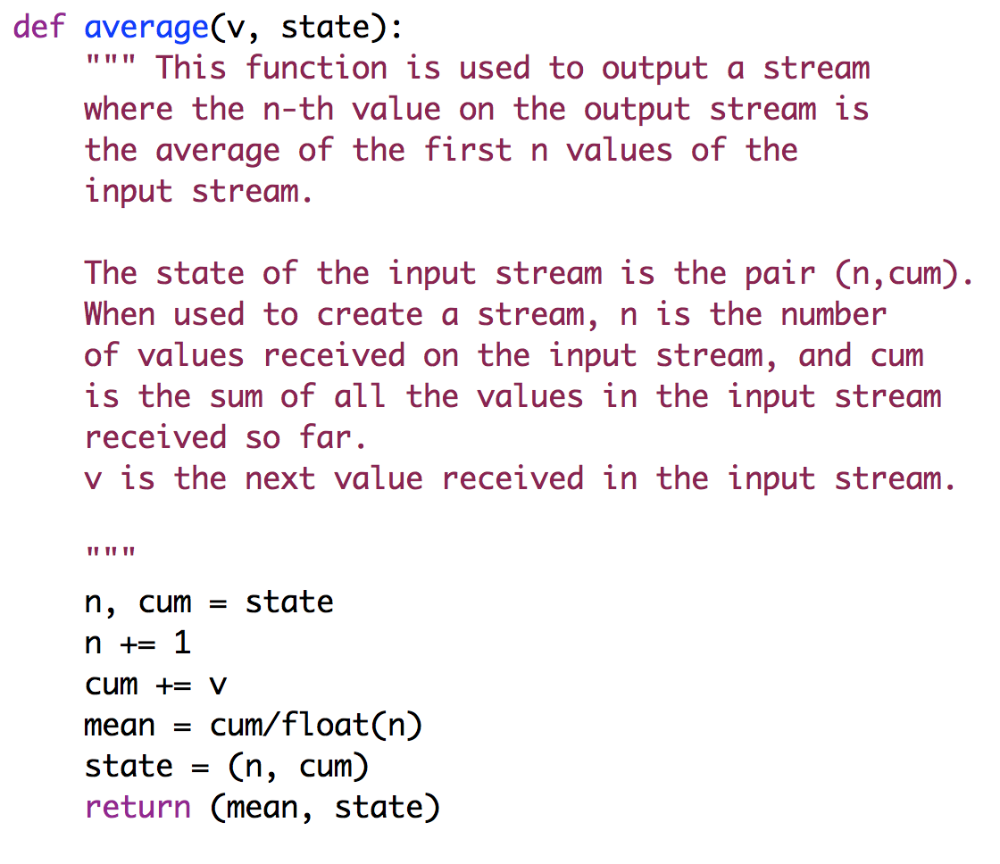 def average(v, state):
    """ This function is used to output a stream
    where the n-th value on the output stream is
    the average of the first n values of the
    input stream.

    The state of the input stream is the pair (n,cum).
    When used to create a stream, n is the number
    of values received on the input stream, and cum
    is the sum of all the values in the input stream
    received so far.
    v is the next value received in the input stream.

    """
    n, cum = state
    n += 1
    cum += v
    mean = cum/float(n)
    state = (n, cum)
    return (mean, state)